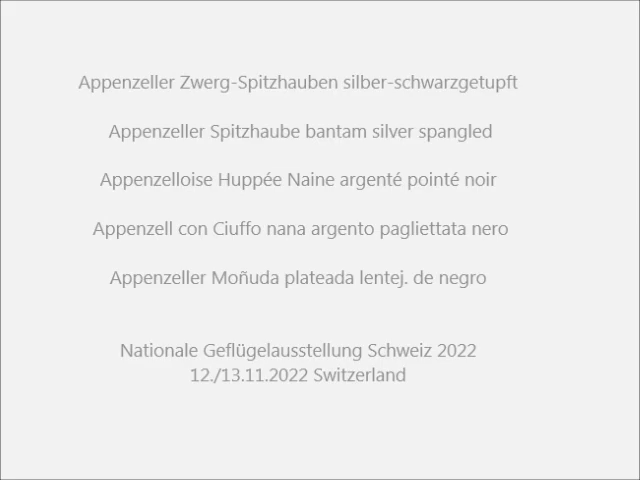 Appenzeller Zwerg-Spitzhauben silber-schwarzgetupft
Appenzeller Spitzhaube bantam silver spangled
Appenzelloise Huppée Naine argenté pointé noir
Appenzell con Ciuffo nana argento pagliettata nero
Appenzeller Moñuda plateada lentej. de negro
Nationale Geflügelausstellung Schweiz 2022
12./13.11.2022 Switzerland